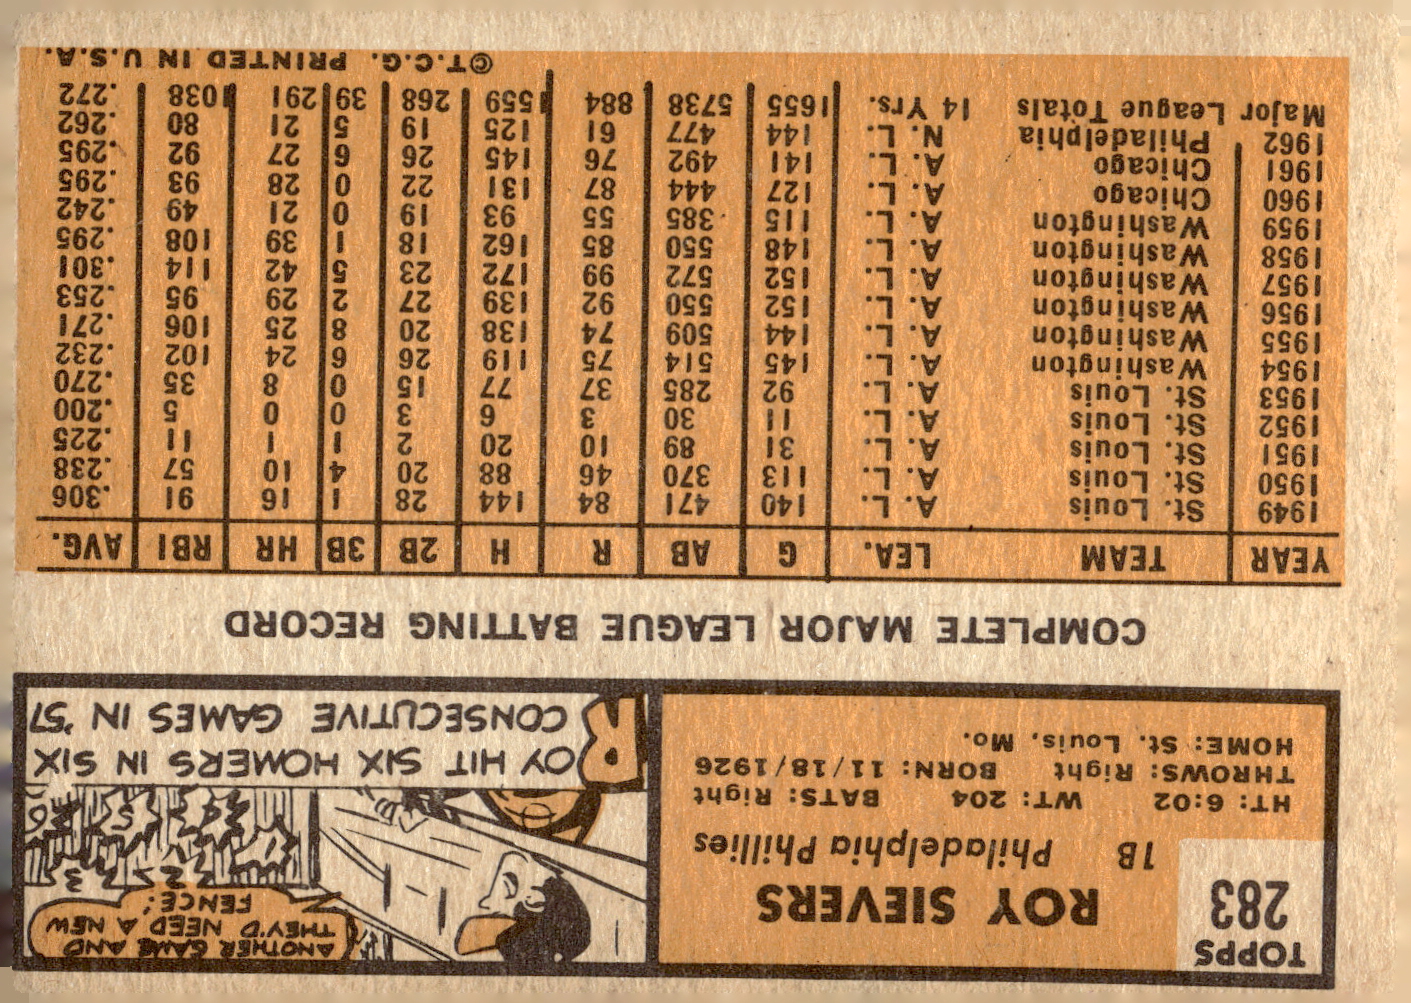 TOPPS
283
ROY SIEVERS
1B Philadelphia Phillies
HT: 6:02 WT: 204 BATS: Right
THROWS: Right BORN: 11/18/1926
HOME: St. Louis, Mo.
ANOTHER GAME AND
THEY'D NEED A NEW
FENCE!
2 3 5 6
ROY HIT SIX HOMERS IN SIX
CONSECUTIVE GAMES IN '57
COMPLETE MAJOR LEAGUE BATTING RECORD
YEAR TEAM LEA. G AB R H 2B 3B HR RBI AVG.
1949 St. Louis A. L. 140 471 84 144 28 1 16 91 .306
1950 St. Louis A. L. 113 370 46 88 20 4 10 57 .238
1951 St. Louis A. L. 31 89 10 20 2 1 1 11 .225
1952 St. Louis A. L. 11 30 3 6 3 0 0 5 .200
1953 St. Louis A. L. 92 285 37 77 15 0 8 35 .270
1954 Washington A. L. 145 514 75 119 26 6 24 102 .232
1955 Washington A. L. 144 509 74 138 20 8 25 106 .271
1956 Washington A. L. 152 550 92 139 27 2 29 95 .253
1957 Washington A. L. 152 572 99 172 23 5 42 114 .301
1958 Washington A. L. 148 550 85 162 18 1 39 108 .295
1959 Washington A. L. 115 385 55 93 19 0 21 49 .242
1960 Chicago A. L. 127 444 87 131 22 0 28 93 .295
1961 Chicago A. L. 141 492 76 145 26 6 27 92 .295
1962 Philadelphia N. L. 144 477 61 125 19 5 21 80 .262
Major League Totals 14 Yrs. 1655 5738 884 1559 268 39 291 1038 .272
©T.C.G. PRINTED IN U.S.A.